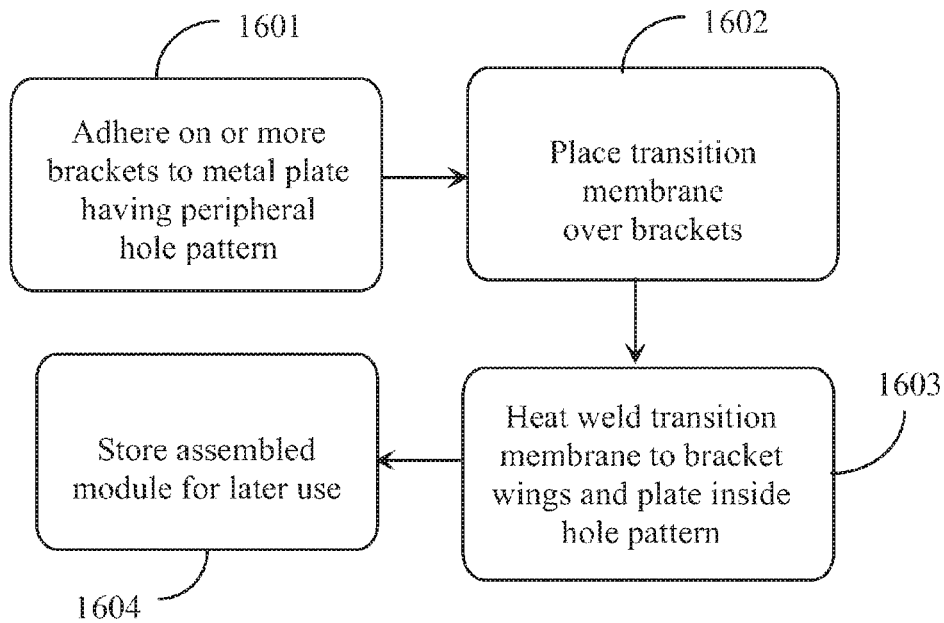 1601
Adhere on or more
brackets to metal plate
having peripheral
hole pattern
1602
Place transition
membrane
over brackets
1603
Heat weld transition
membrane to bracket
wings and plate inside
hole pattern
Store assembled
module for later use
1604